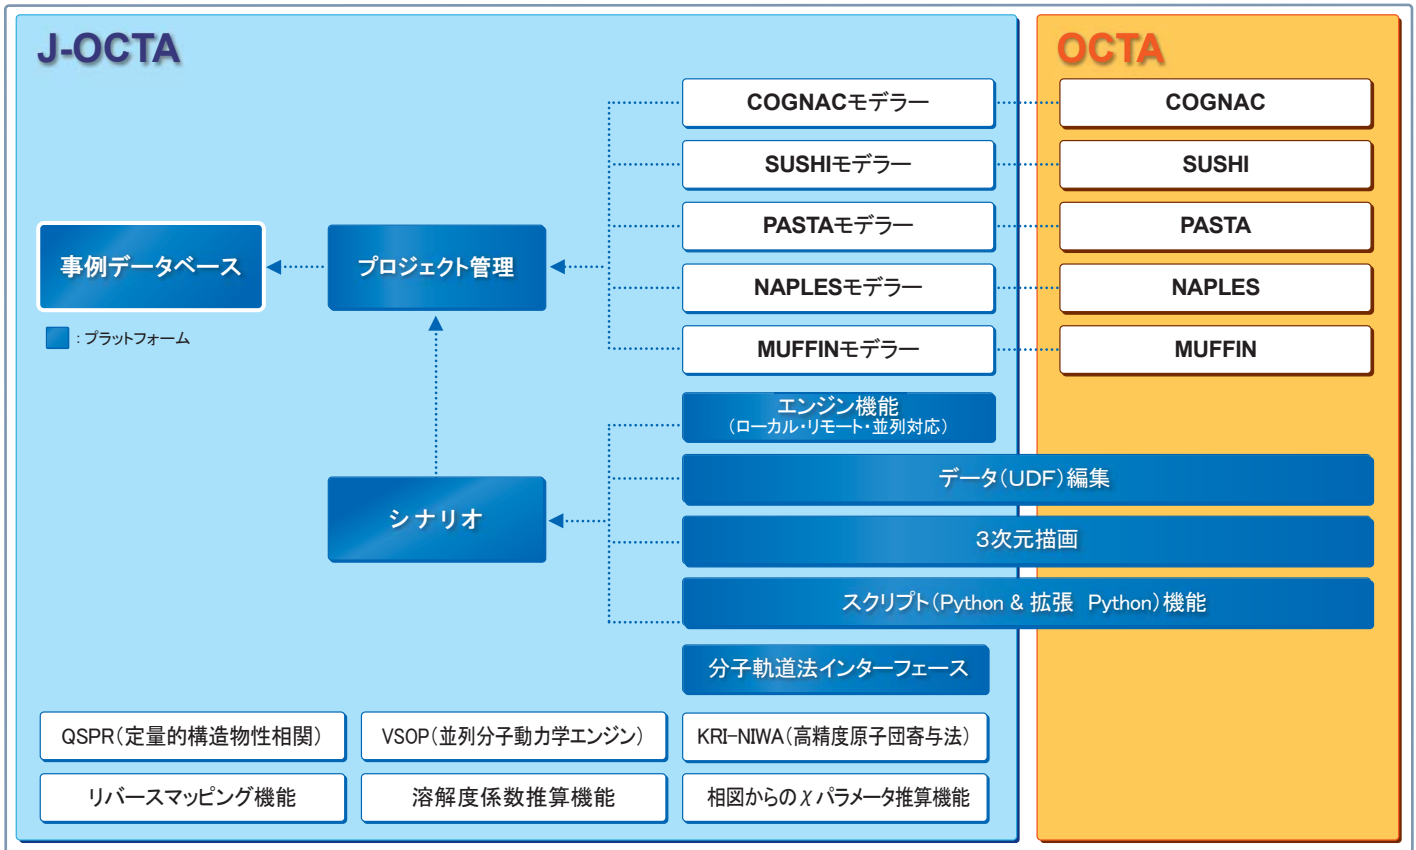 J-OCTA
OCTA
COGNACモデラー
COGNAC
SUSHIモデラー
SUSHI
PASTAモデラー
PASTA
NAPLESモデラー
NAPLES
MUFFINモデラー
MUFFIN
事例データベース
プロジェクト管理
：プラットフォーム
エンジン機能
（ローカル・リモート・並列対応）
データ（UDF）編集
シナリオ
3次元描画
スクリプト（Python & 拡張　Python）機能
分子軌道法インターフェース
QSPR（定量的構造物性相関）
VSOP（並列分子動力学エンジン）
KRI-NIWA（高精度原子団寄与法）
リバースマッピング機能
溶解度係数推算機能
相図からのχパラメータ推算機能